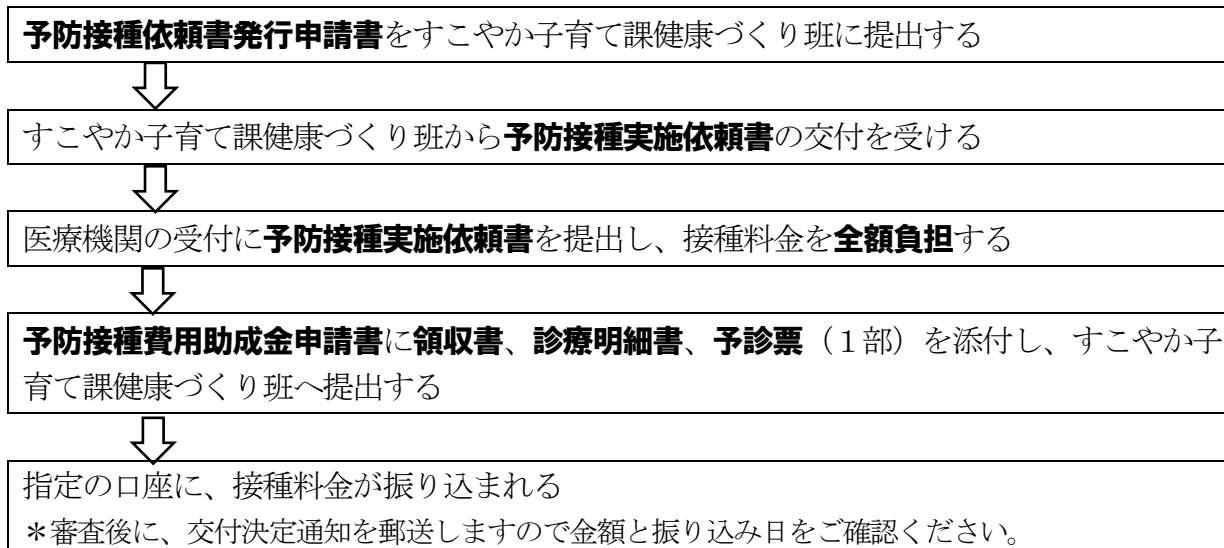 予防接種依頼書発行申請書をすこやか子育て課健康づくり班に提出する
すこやか子育て課健康づくり班から予防接種実施依頼書の交付を受ける
医療機関の受付に予防接種実施依頼書を提出し、接種料金を全額負担する
予防接種費用助成金申請書に領収書、診療明細書、予診票（１部）を添付し、すこやか子
育て課健康づくり班へ提出する
指定の口座に、接種料金が振り込まれる
＊審査後に、交付決定通知を郵送しますので金額と振り込み日をご確認ください。